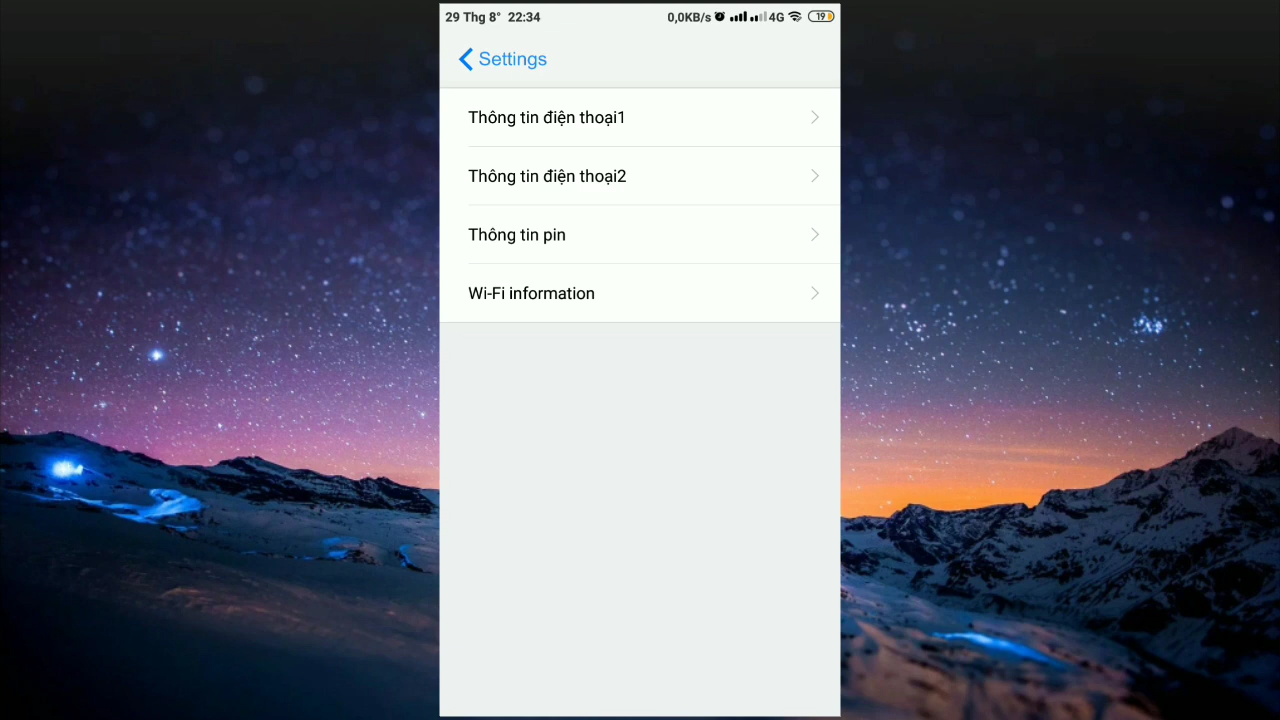 29 Thg 8° 22:34 0,0KB/s 4G 19
Settings
Thông tin điện thoại1
Thông tin điện thoại2
Thông tin pin
Wi-Fi information